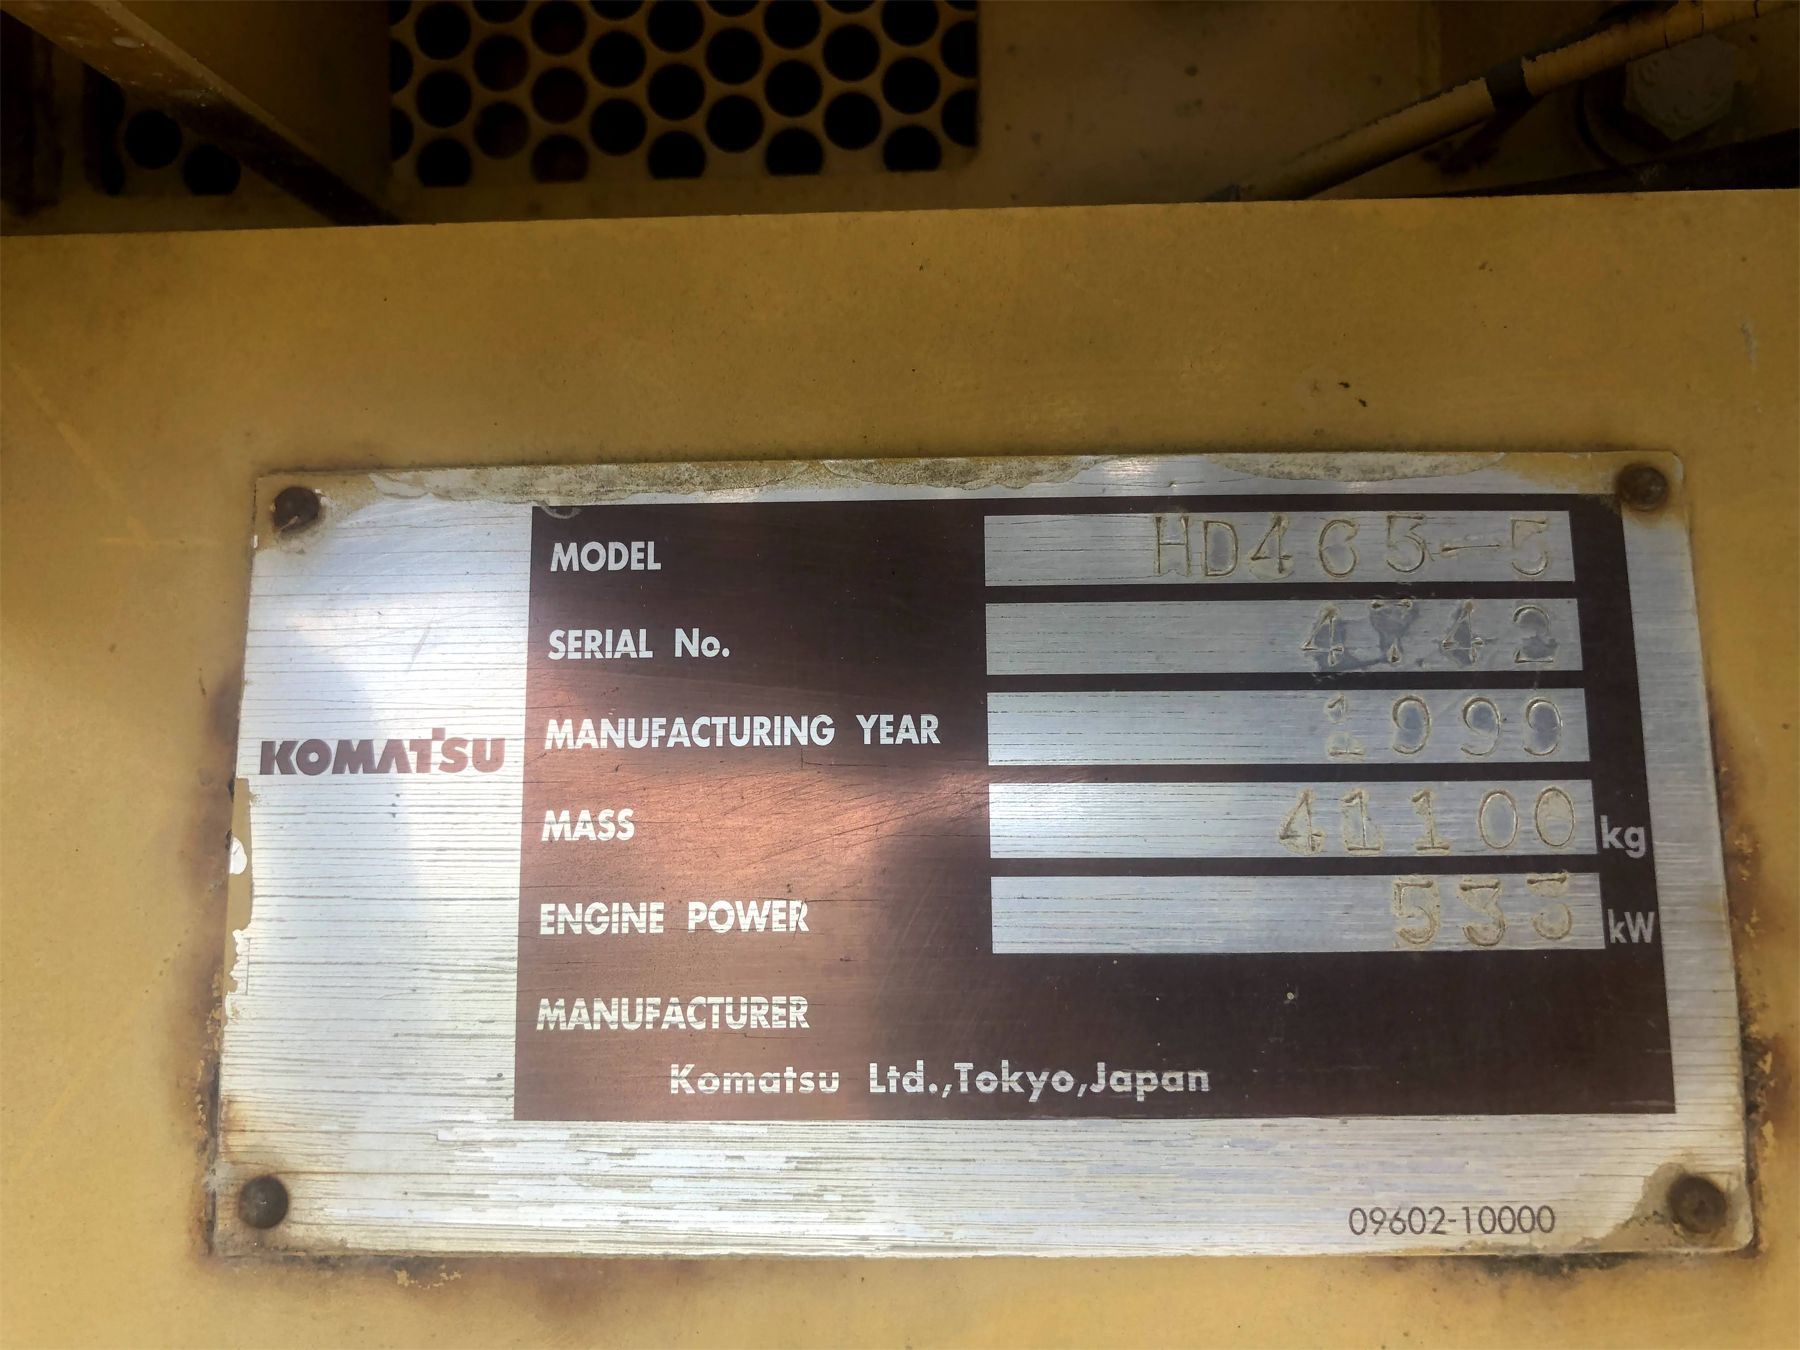 MODEL HD465-5
SERIAL No. 4742
MANUFACTURING YEAR 1999
KOMATSU
MASS 41100 kg
ENGINE POWER 533 kW
MANUFACTURER
Komatsu Ltd.,Tokyo,Japan
09602-10000